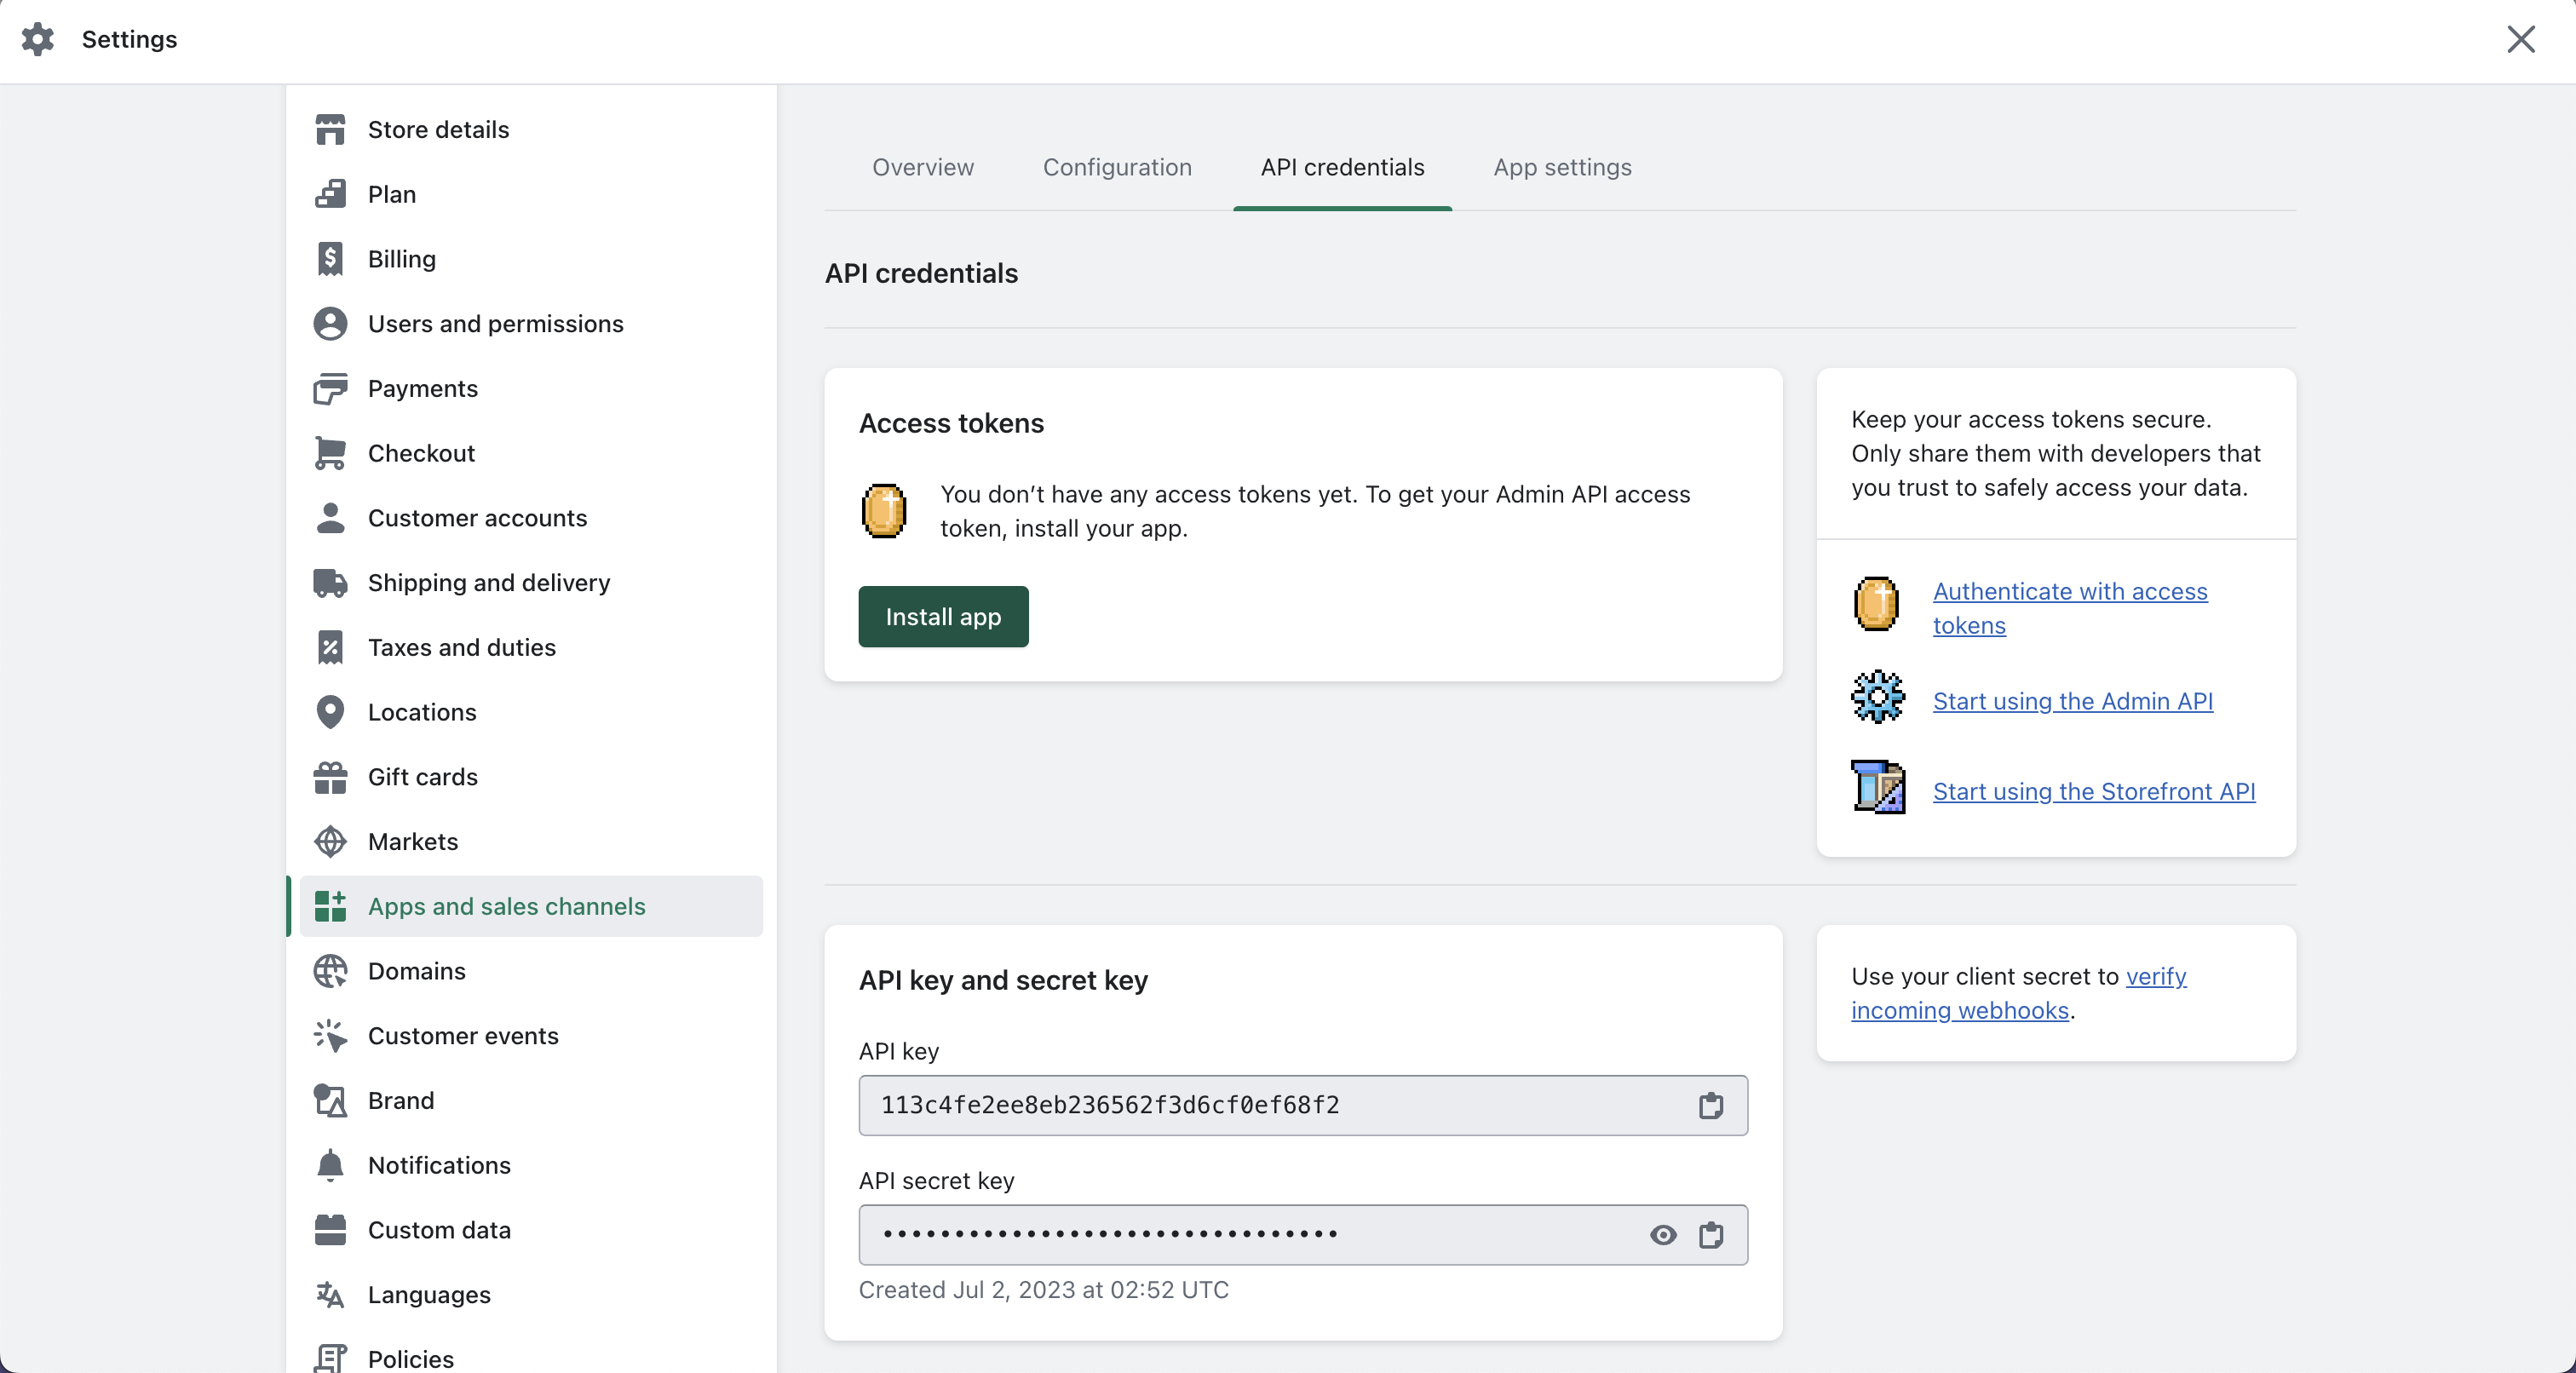 Settings
Store details
Plan
Billing
Users and permissions
Payments
Checkout
Customer accounts
Shipping and delivery
Taxes and duties
Locations
Gift cards
Markets
Apps and sales channels
Domains
Customer events
Brand
Notifications
Custom data
Languages
Policies
Overview
Configuration
API credentials
App settings
API credentials
Access tokens
You don’t have any access tokens yet. To get your Admin API access
token, install your app.
Install app
Keep your access tokens secure.
Only share them with developers that
you trust to safely access your data.
Authenticate with access
tokens
Start using the Admin API
Start using the Storefront API
API key and secret key
API key
113c4fe2ee8eb236562f3d6cf0ef68f2
API secret key
••••••••••••••••••••••••••••••••
Created Jul 2, 2023 at 02:52 UTC
Use your client secret to verify
incoming webhooks.